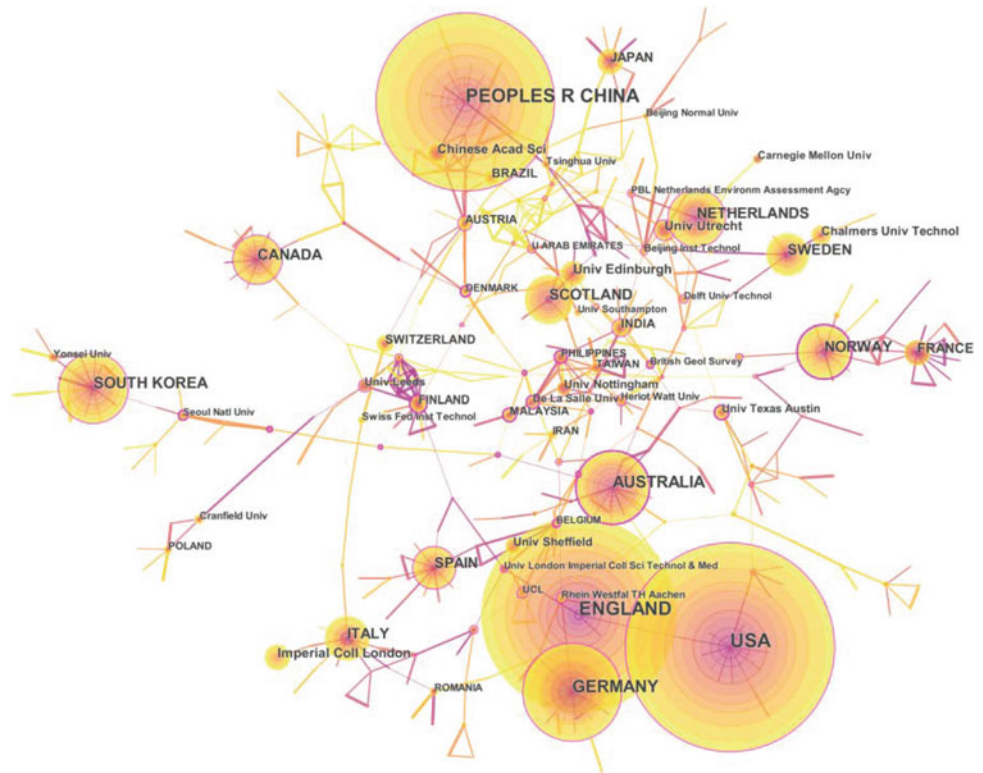 JAPAN
PEOPLES R CHINA
Beijing Normal Univ
Chinese Acad Sci
Carnegie Mellon Univ
Tsinghua Univ
BRAZIL
PBL Netherlands Environm Assessment Agcy
NETHERLANDS
AUSTRIA
Univ Utrecht
Chalmers Univ Technol
U ARAB EMIRATES
Beijing Inst Technol
SWEDEN
CANADA
Univ Edinburgh
DENMARK
SCOTLAND
Delft Univ Technol
Univ Southampton
INDIA
SWITZERLAND
NORWAY
FRANCE
Yonsei Univ
PHILIPPINES
British Geol Survey
TAIWAN
SOUTH KOREA
Univ Leeds
Univ Nottingham
FINLAND
De La Salle Univ
Heriot Watt Univ
Seoul Natl Univ
Swiss Fed Inst Technol
MALAYSIA
Univ Texas Austin
IRAN
AUSTRALIA
Cranfield Univ
BELGIUM
POLAND
Univ Sheffield
SPAIN
Univ London Imperial Coll Sci Technol & Med
UCL
Rhein Westfal TH Aachen
ENGLAND
ITALY
USA
Imperial Coll London
ROMANIA
GERMANY